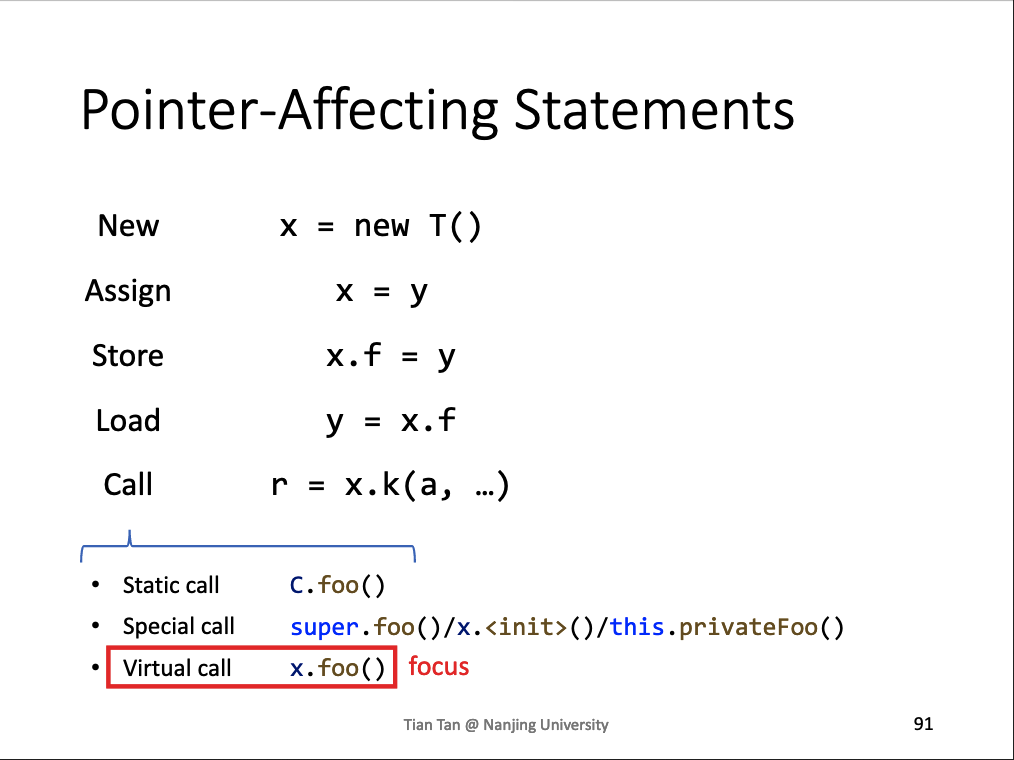 Pointer-Affecting Statements
New x = new T()
Assign x = y
Store x.f = y
Load y = x.f
Call r = x.k(a, …)
• Static call C.foo()
• Special call super.foo()/x.<init>()/this.privateFoo()
• Virtual call x.foo() focus
Tian Tan @ Nanjing University 91